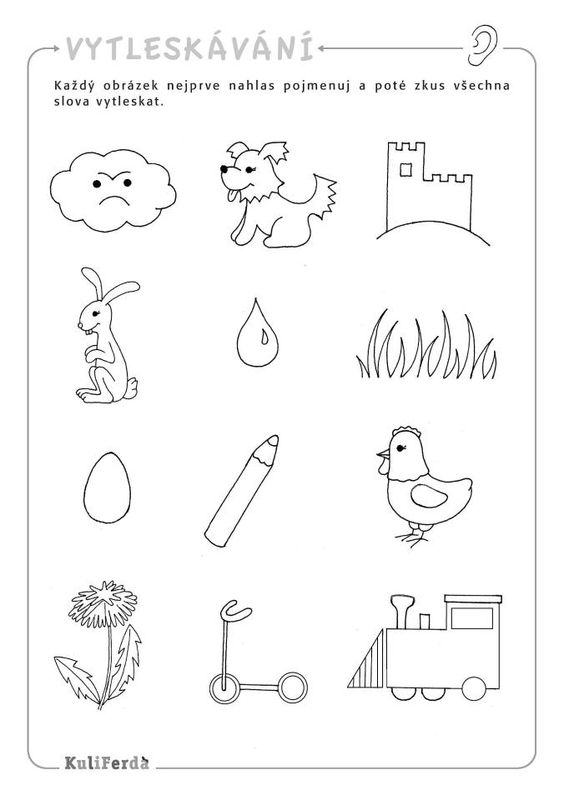 VYTLESKÁVÁNÍ
Každý obrázek nejprve nahlas pojmenuj a poté zkus všechna
slova vytleskat.
KuliFerda